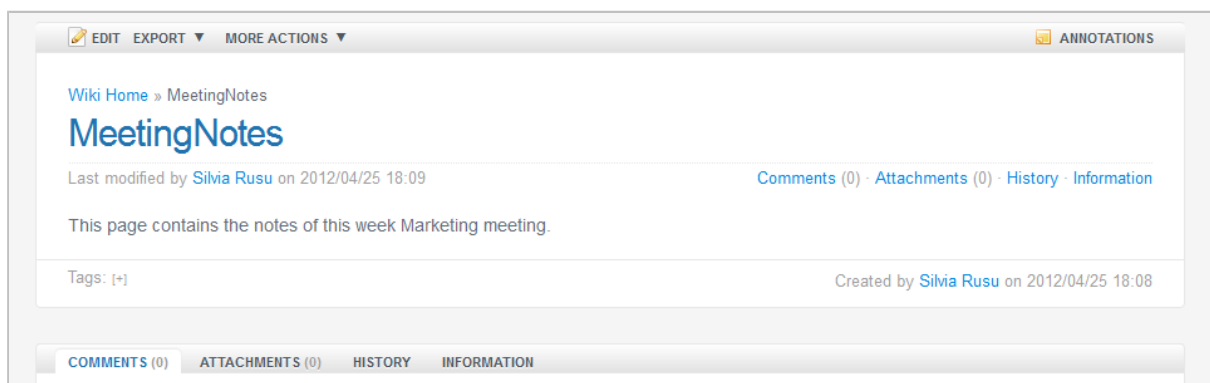 EDIT EXPORT ▼ MORE ACTIONS ▼ ANNOTATIONS
Wiki Home » MeetingNotes
MeetingNotes
Last modified by Silvia Rusu on 2012/04/25 18:09 Comments (0) · Attachments (0) · History · Information
This page contains the notes of this week Marketing meeting.
Tags: [+] Created by Silvia Rusu on 2012/04/25 18:08
COMMENTS (0) ATTACHMENTS (0) HISTORY INFORMATION